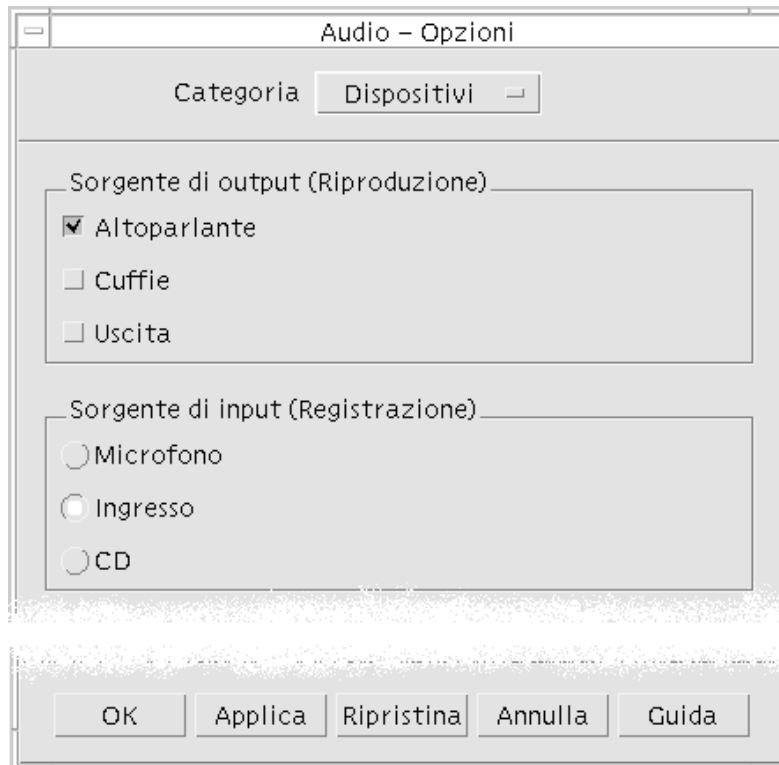 Audio – Opzioni
Categoria Dispositivi
Sorgente di output (Riproduzione)
Altoparlante
Cuffie
Uscita
Sorgente di input (Registrazione)
Microfono
Ingresso
CD
OK Applica Ripristina Annulla Guida